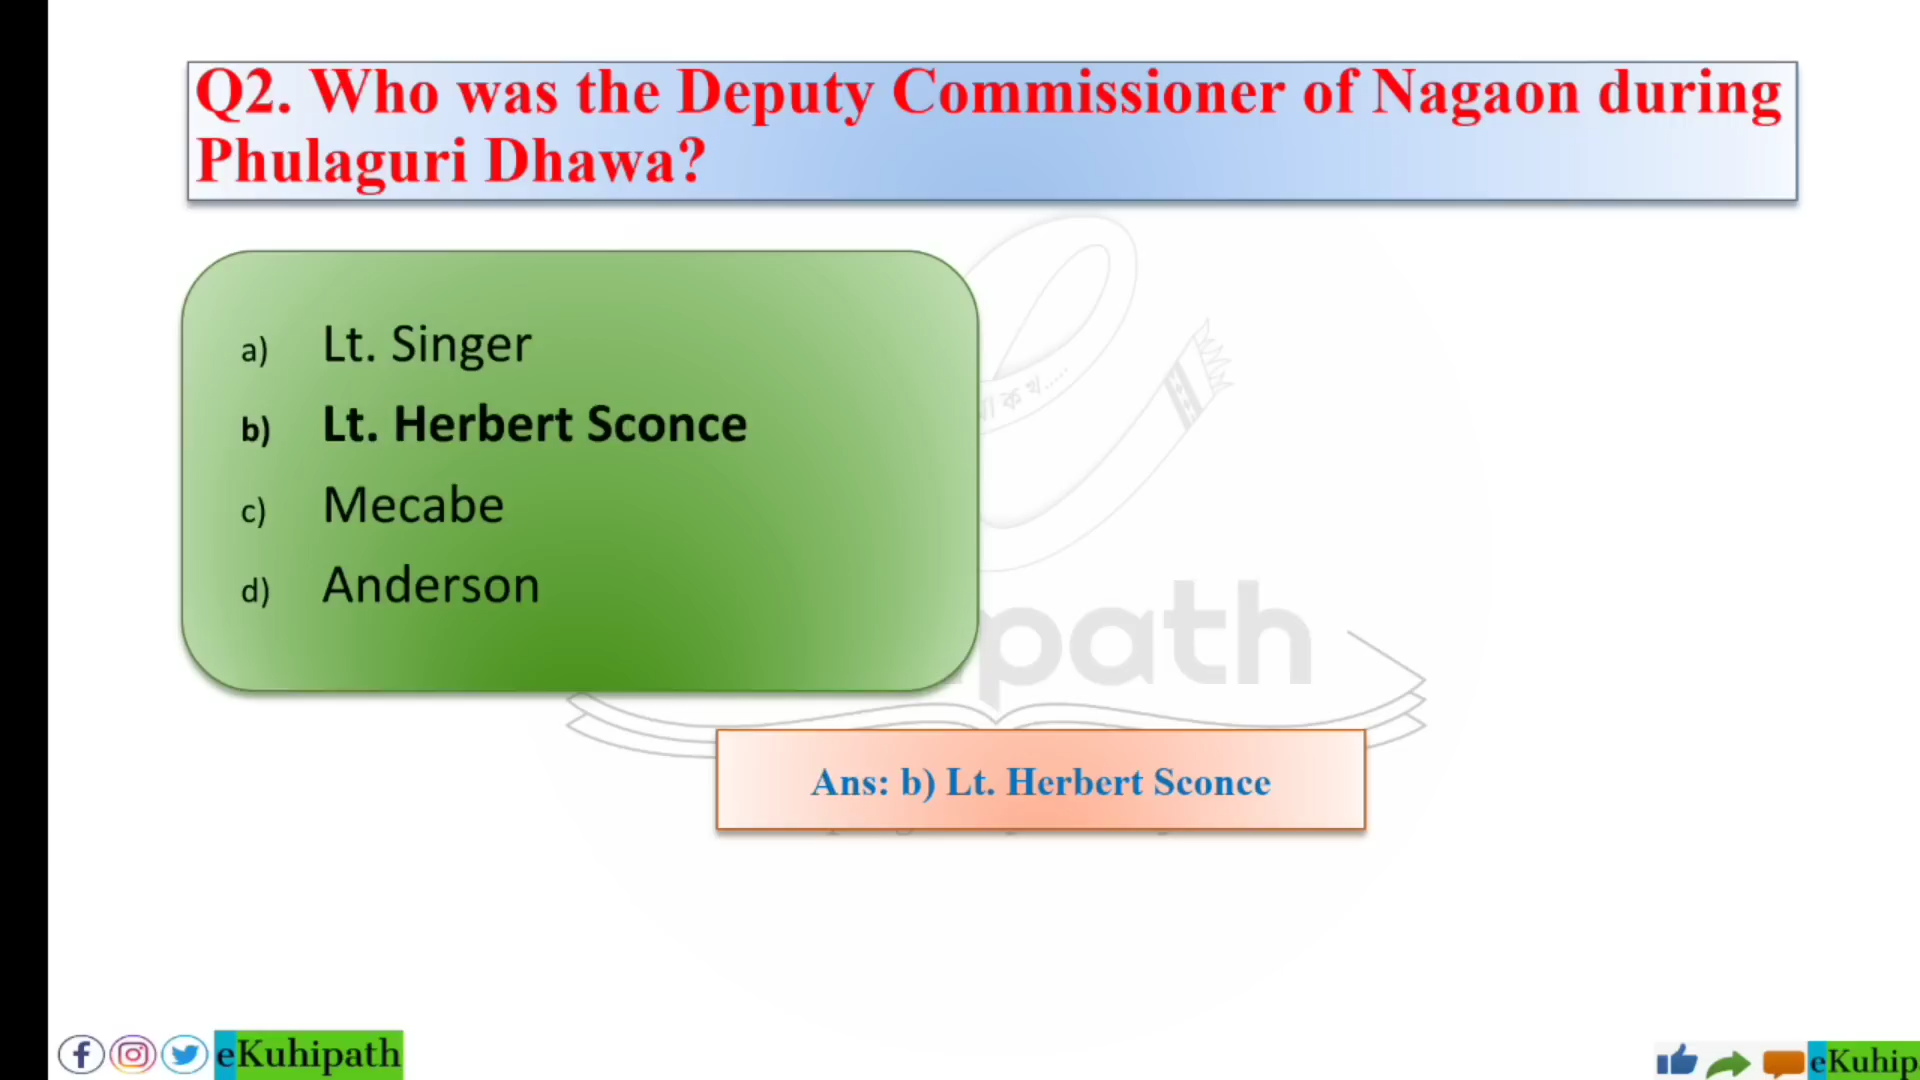 Q2. Who was the Deputy Commissioner of Nagaon during
Phulaguri Dhawa?
a) Lt. Singer
b) Lt. Herbert Sconce
c) Mecabe
d) Anderson
path
Ans: b) Lt. Herbert Sconce
eKuhipath
eKuhip